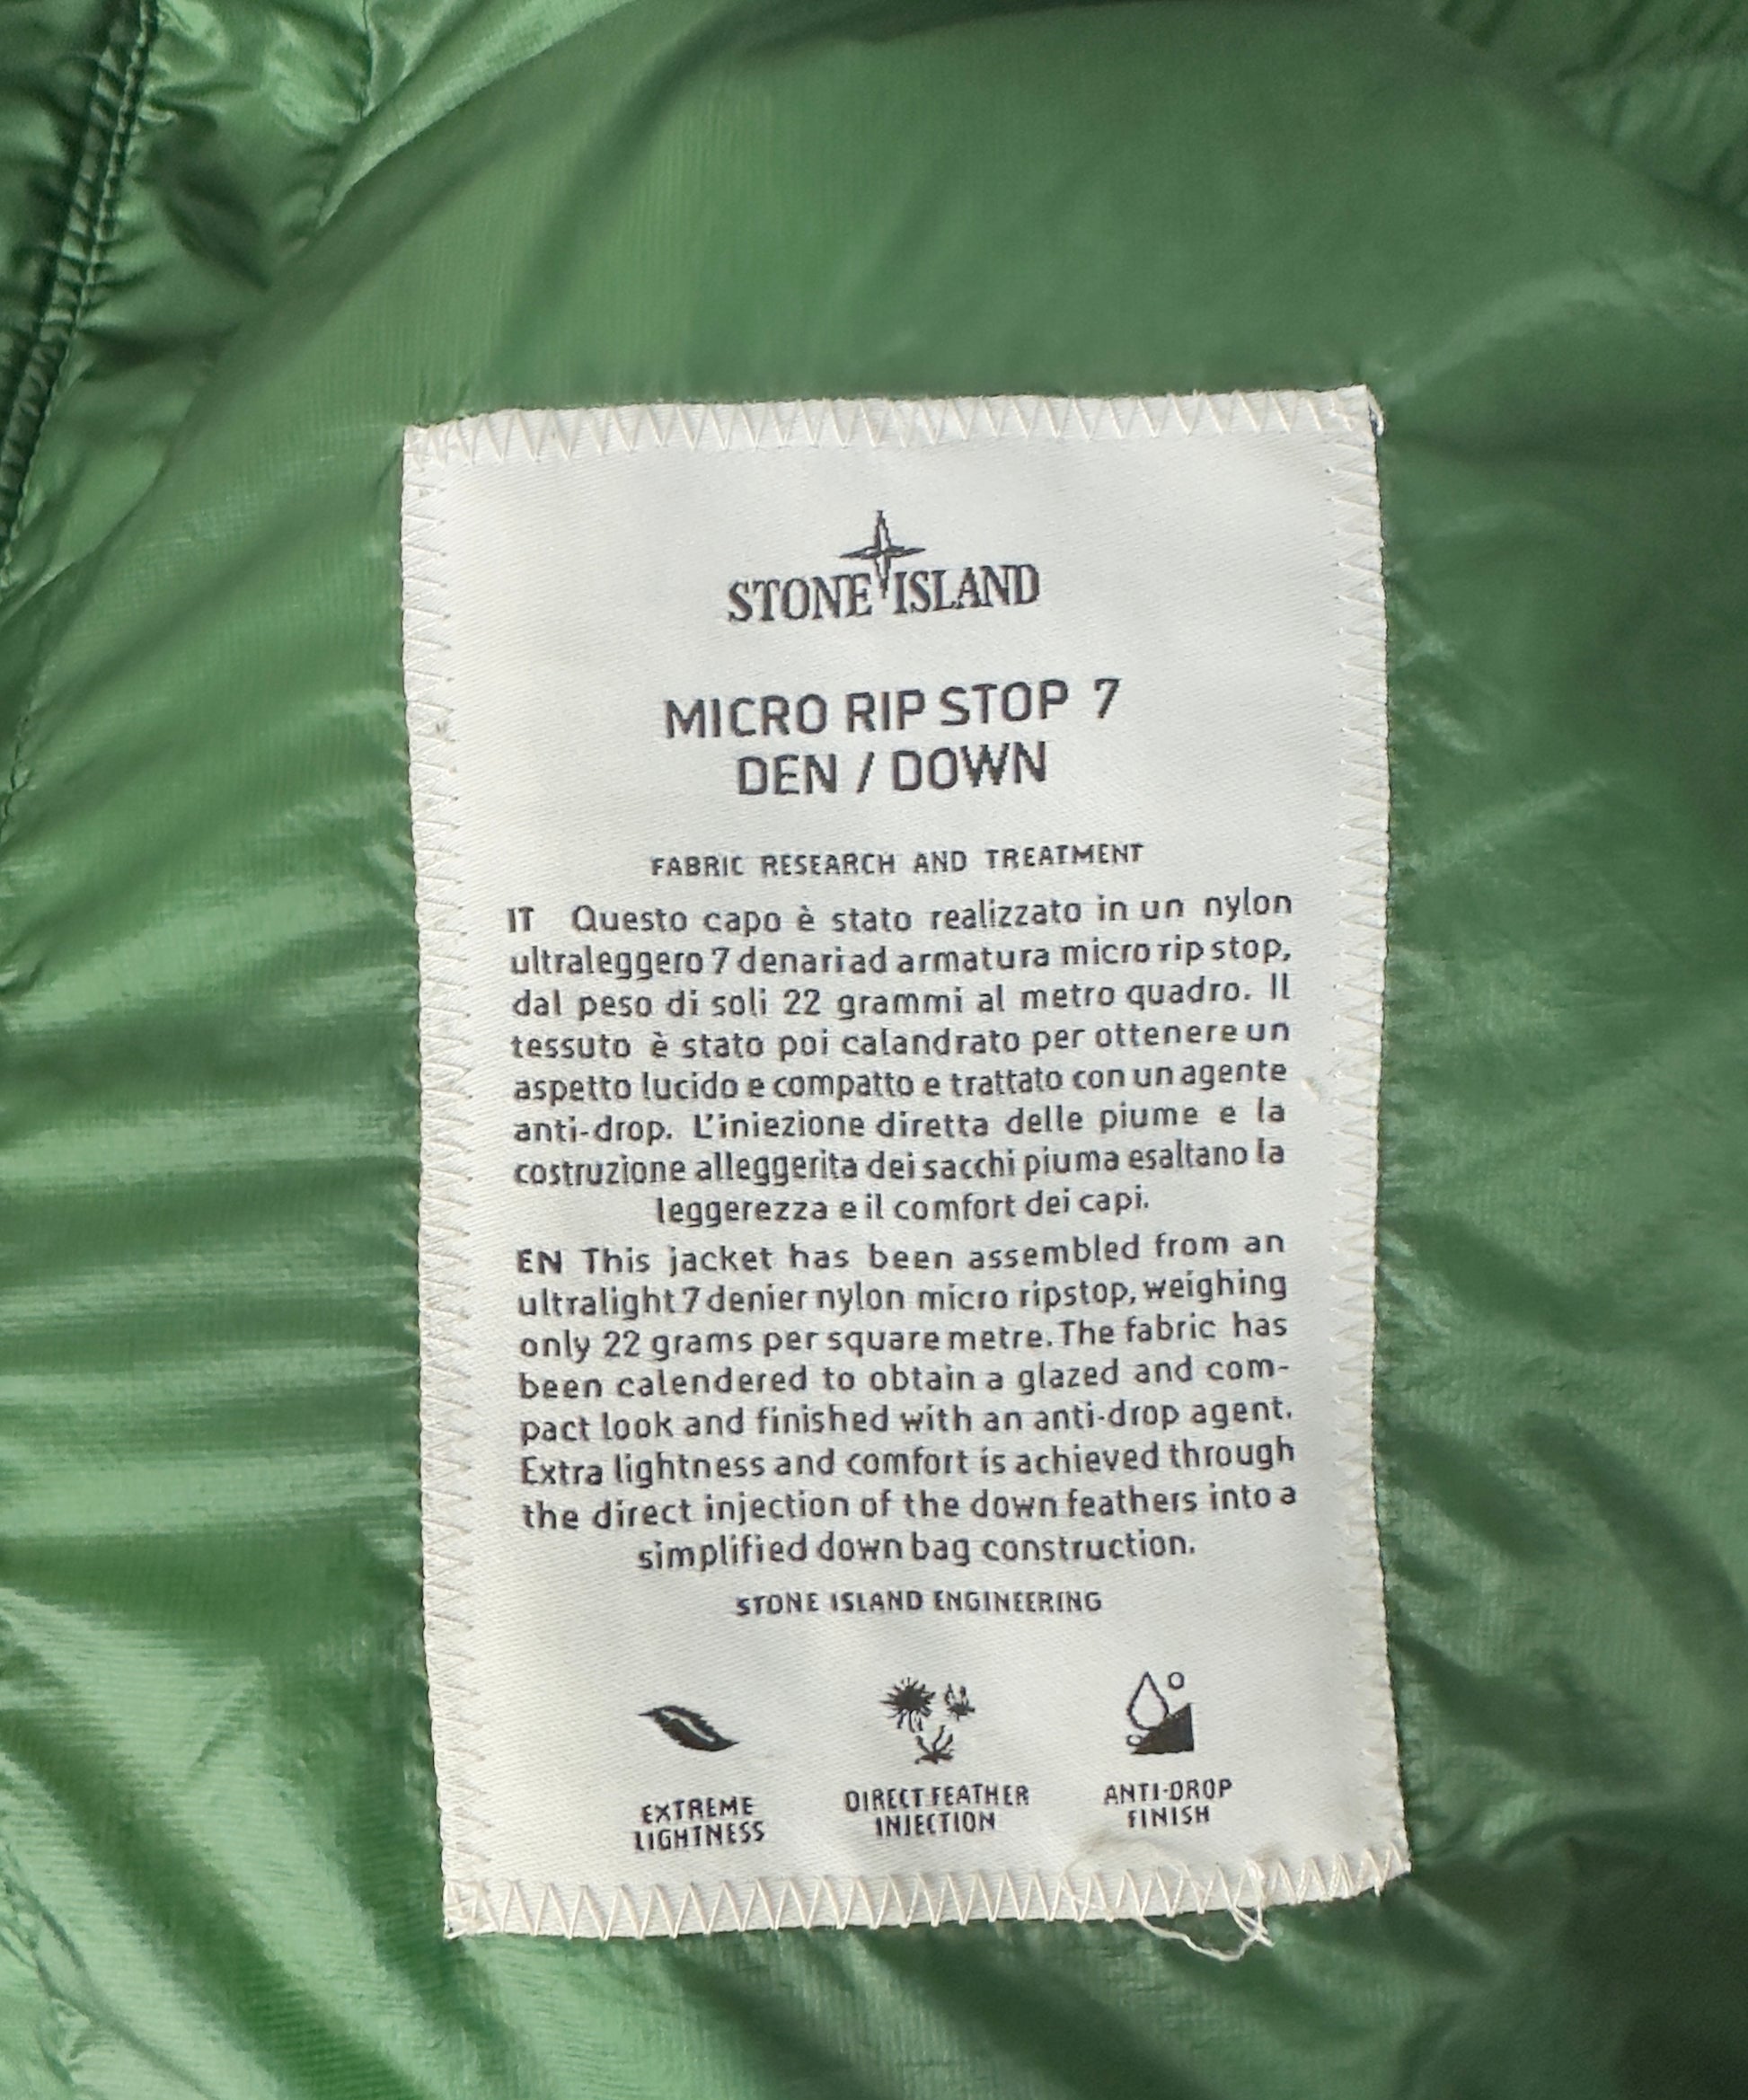 STONE ISLAND
MICRO RIP STOP 7
DEN / DOWN
FABRIC RESEARCH AND TREATMENT
IT Questo capo è stato realizzato in un nylon
ultraleggero 7 denari ad armatura micro rip stop,
dal peso di soli 22 grammi al metro quadro. Il
tessuto è stato poi calandrato per ottenere un
aspetto lucido e compatto e trattato con un agente
anti-drop. L'iniezione diretta delle piume e la
costruzione alleggerita dei sacchi piuma esaltano la
leggerezza e il comfort dei capi.
EN This jacket has been assembled from an
ultralight 7 denier nylon micro ripstop, weighing
only 22 grams per square metre. The fabric has
been calendered to obtain a glazed and com-
pact look and finished with an anti-drop agent.
Extra lightness and comfort is achieved through
the direct injection of the down feathers into a
simplified down bag construction.
STONE ISLAND ENGINEERING
EXTREME
LIGHTNESS
DIRECT FEATHER
INJECTION
ANTI-DROP
FINISH